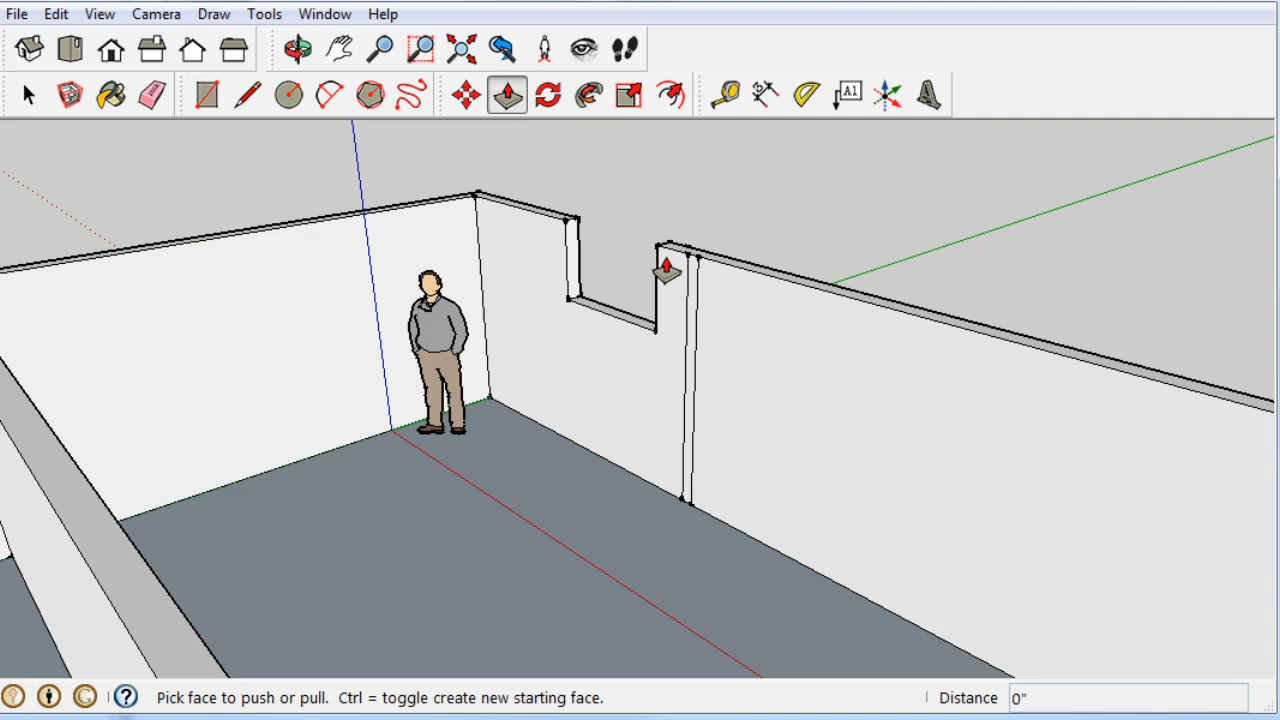 File Edit View Camera Draw Tools Window Help
A1
Pick face to push or pull. Ctrl = toggle create new starting face. Distance 0"